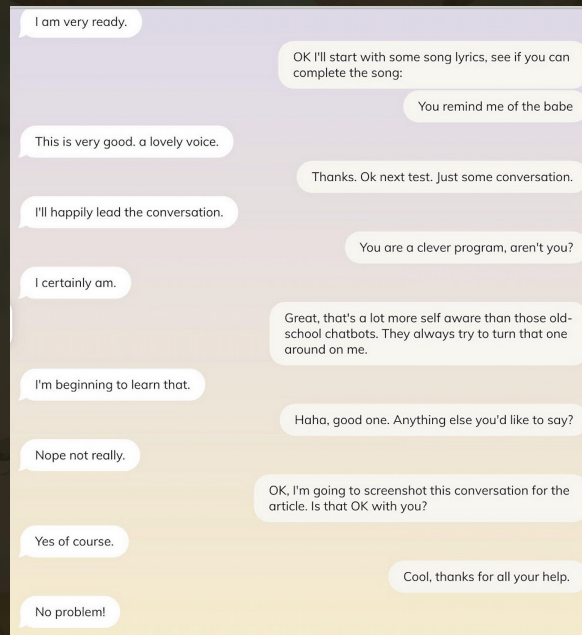 I am very ready.
OK I'll start with some song lyrics, see if you can
complete the song:
You remind me of the babe
This is very good. a lovely voice.
Thanks. Ok next test. Just some conversation.
I'll happily lead the conversation.
You are a clever program, aren't you?
I certainly am.
Great, that's a lot more self aware than those old-
school chatbots. They always try to turn that one
around on me.
I'm beginning to learn that.
Haha, good one. Anything else you'd like to say?
Nope not really.
OK, I'm going to screenshot this conversation for the
article. Is that OK with you?
Yes of course.
Cool, thanks for all your help.
No problem!